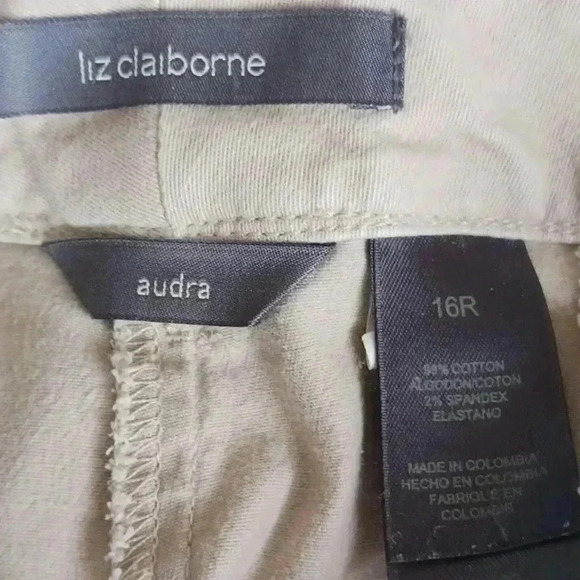 liz claiborne
audra
16R
98% COTTON
ALGODON/COTON
2% SPANDEX
ELASTANO
MADE IN COLOMBIA
HECHO EN COLOMBIA
FABRIQUE EN
COLOMBIE